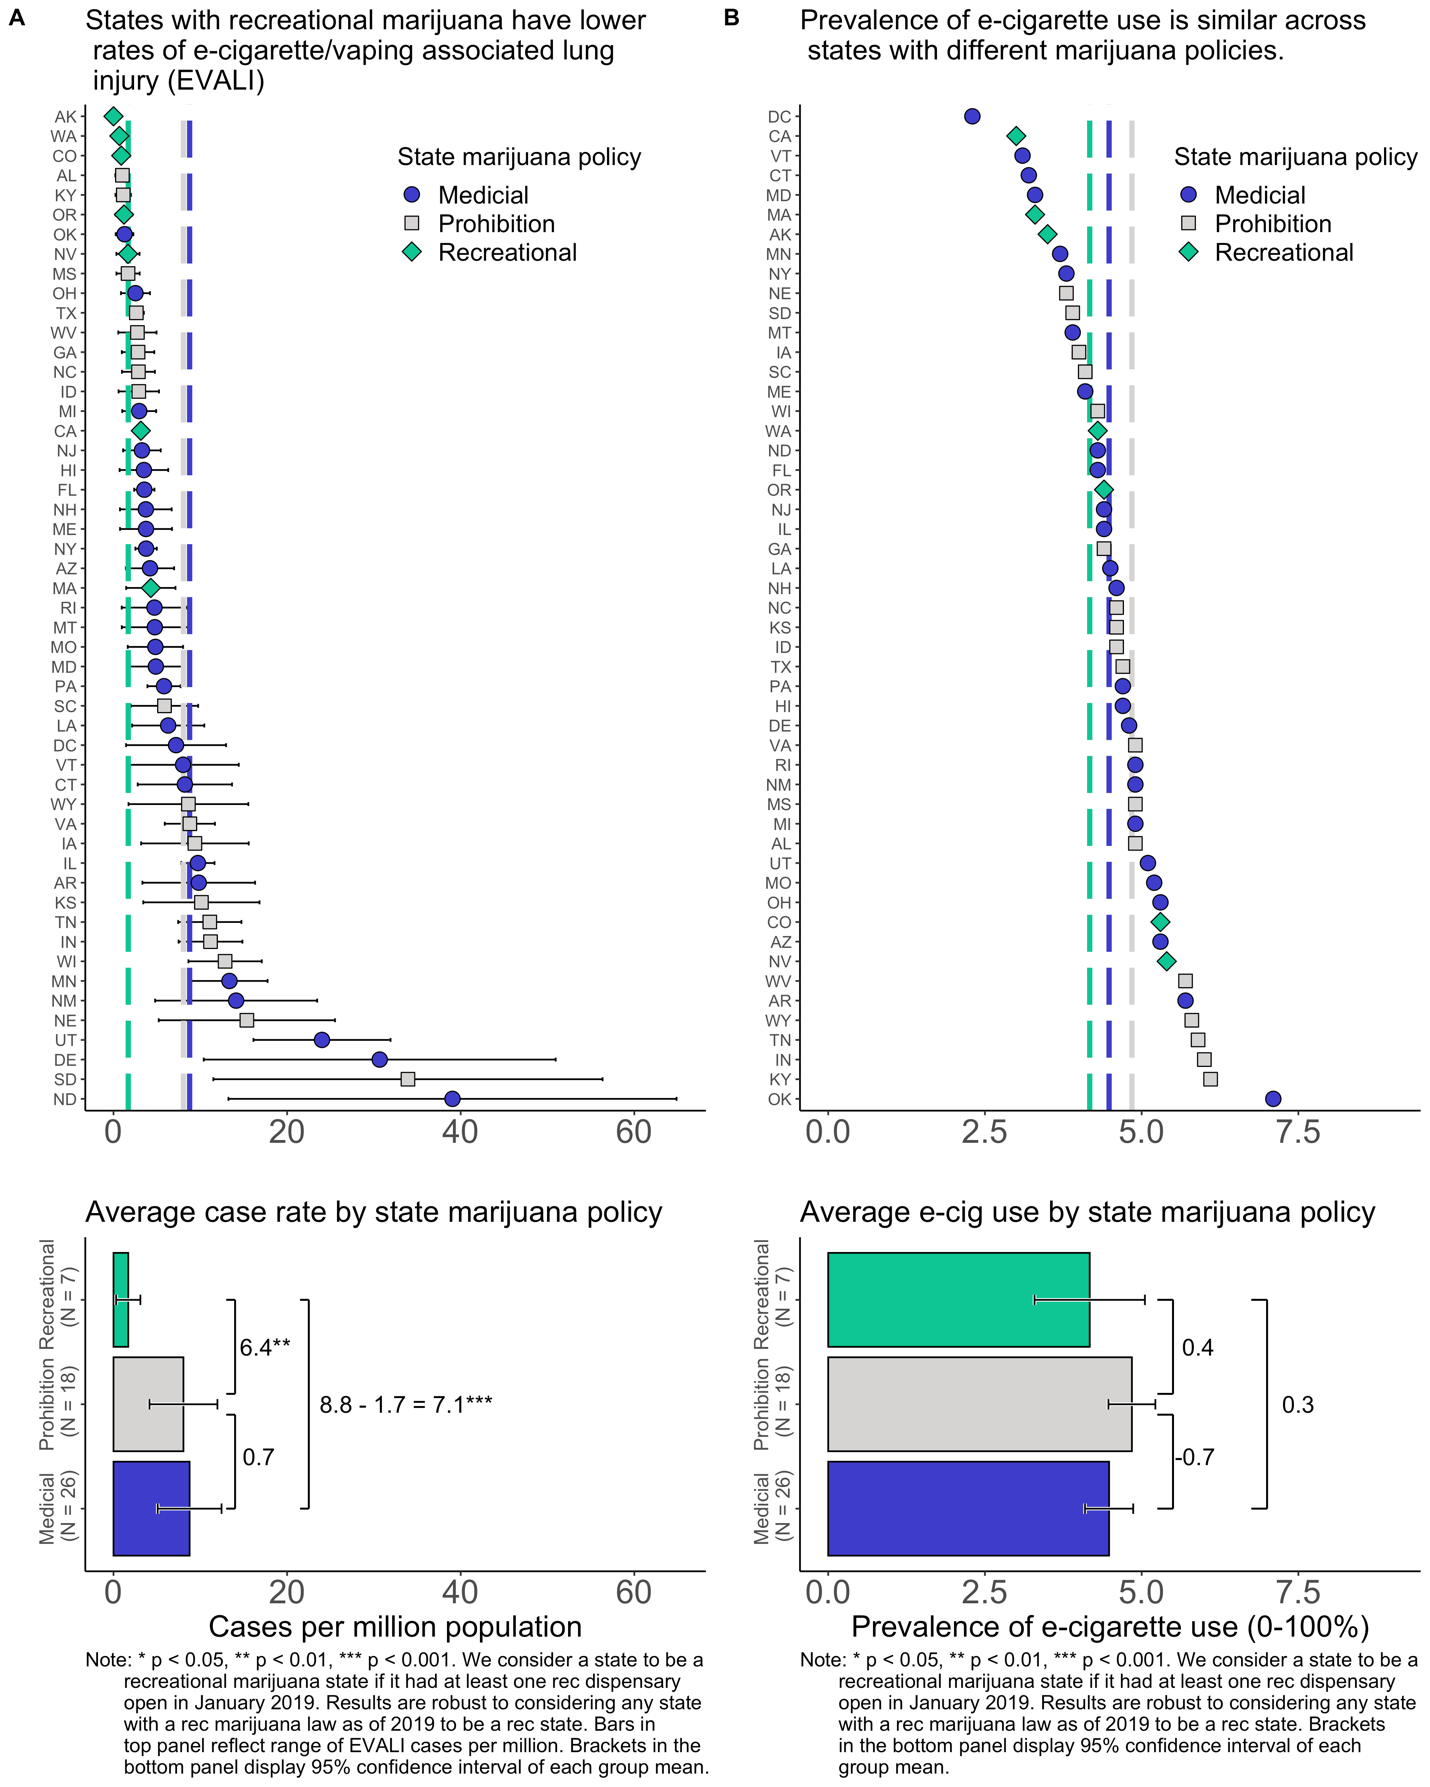 A
States with recreational marijuana have lower
rates of e-cigarette/vaping associated lung
injury (EVALI)
AK
WA
CO
AL
KY
OR
OK
NV
MS
OH
TX
WV
GA
NC
ID
MI
CA
NJ
HI
FL
NH
ME
NY
AZ
MA
RI
MT
MO
MD
PA
SC
LA
DC
VT
CT
WY
VA
IA
IL
AR
KS
TN
IN
WI
MN
NM
NE
UT
DE
SD
ND
State marijuana policy
Medicial
Prohibition
Recreational
0 20 40 60
Average case rate by state marijuana policy
Recreational
(N = 7)
Prohibition
(N = 18)
Medicial
(N = 26)
6.4**
0.7
8.8 - 1.7 = 7.1***
0 20 40 60
Cases per million population
Note: * p < 0.05, ** p < 0.01, *** p < 0.001. We consider a state to be a
recreational marijuana state if it had at least one rec dispensary
open in January 2019. Results are robust to considering any state
with a rec marijuana law as of 2019 to be a rec state. Bars in
top panel reflect range of EVALI cases per million. Brackets in the
bottom panel display 95% confidence interval of each group mean.
B
Prevalence of e-cigarette use is similar across
states with different marijuana policies.
DC
CA
VT
CT
MD
MA
AK
MN
NY
NE
SD
MT
IA
SC
ME
WI
WA
ND
FL
OR
NJ
IL
GA
LA
NH
NC
KS
ID
TX
PA
HI
DE
VA
RI
NM
MS
MI
AL
UT
MO
OH
CO
AZ
NV
WV
AR
WY
TN
IN
KY
OK
State marijuana policy
Medicial
Prohibition
Recreational
0.0 2.5 5.0 7.5
Average e-cig use by state marijuana policy
Recreational
(N = 7)
Prohibition
(N = 18)
Medicial
(N = 26)
0.4
-0.7
0.3
0.0 2.5 5.0 7.5
Prevalence of e-cigarette use (0-100%)
Note: * p < 0.05, ** p < 0.01, *** p < 0.001. We consider a state to be a
recreational marijuana state if it had at least one rec dispensary
open in January 2019. Results are robust to considering any state
with a rec marijuana law as of 2019 to be a rec state. Brackets
in the bottom panel display 95% confidence interval of each
group mean.